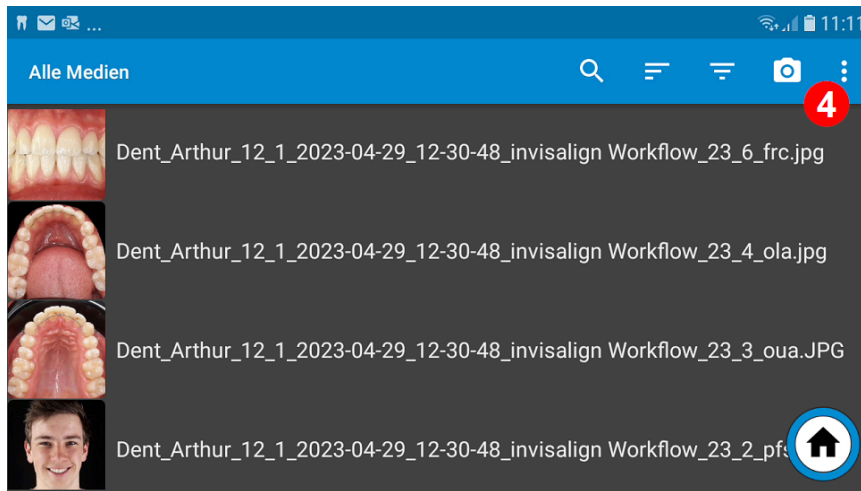 ... 11:11
Alle Medien
4
Dent_Arthur_12_1_2023-04-29_12-30-48_invisalign Workflow_23_6_frc.jpg
Dent_Arthur_12_1_2023-04-29_12-30-48_invisalign Workflow_23_4_ola.jpg
Dent_Arthur_12_1_2023-04-29_12-30-48_invisalign Workflow_23_3_oua.JPG
Dent_Arthur_12_1_2023-04-29_12-30-48_invisalign Workflow_23_2_pfs